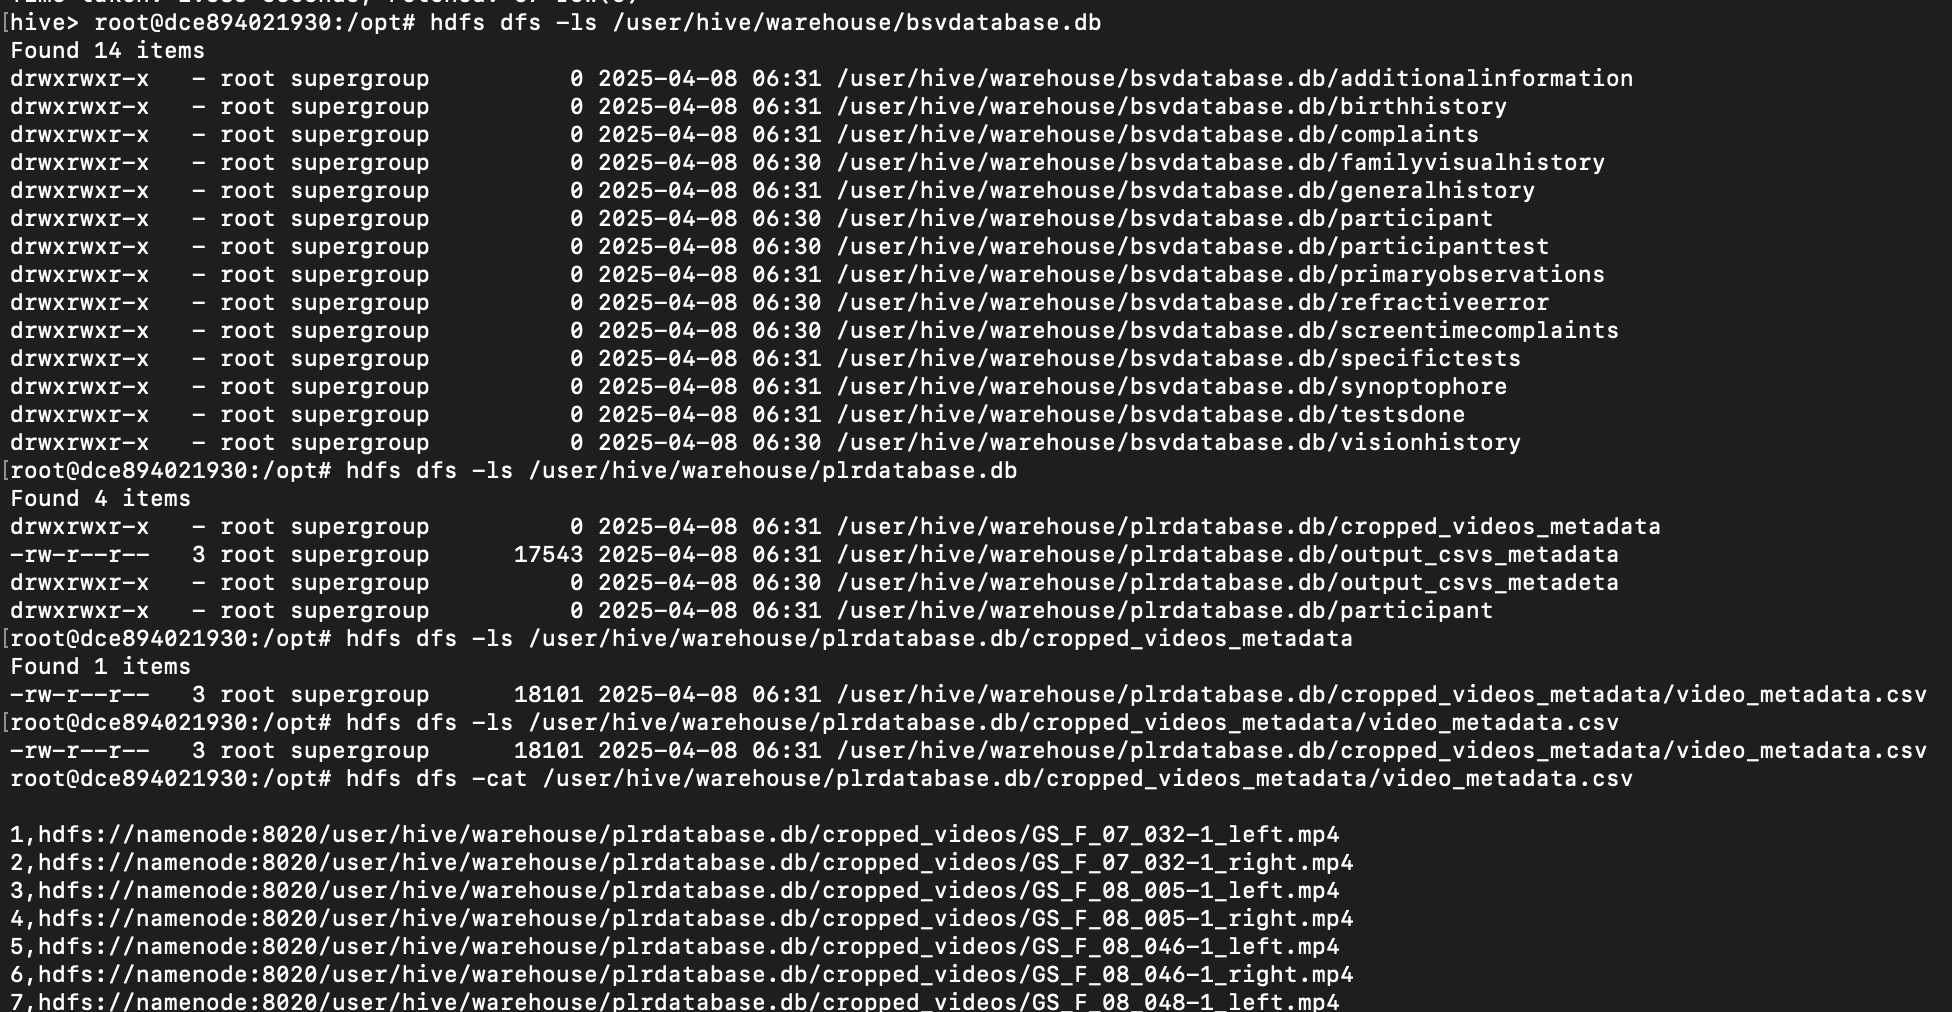 Time taken: 2.088 seconds, Fetched: 67 row(s)
[hive> root@dce894021930:/opt# hdfs dfs -ls /user/hive/warehouse/bsvdatabase.db
Found 14 items
drwxrwxr-x   - root supergroup          0 2025-04-08 06:31 /user/hive/warehouse/bsvdatabase.db/additionalinformation
drwxrwxr-x   - root supergroup          0 2025-04-08 06:31 /user/hive/warehouse/bsvdatabase.db/birthhistory
drwxrwxr-x   - root supergroup          0 2025-04-08 06:31 /user/hive/warehouse/bsvdatabase.db/complaints
drwxrwxr-x   - root supergroup          0 2025-04-08 06:30 /user/hive/warehouse/bsvdatabase.db/familyvisualhistory
drwxrwxr-x   - root supergroup          0 2025-04-08 06:31 /user/hive/warehouse/bsvdatabase.db/generalhistory
drwxrwxr-x   - root supergroup          0 2025-04-08 06:30 /user/hive/warehouse/bsvdatabase.db/participant
drwxrwxr-x   - root supergroup          0 2025-04-08 06:30 /user/hive/warehouse/bsvdatabase.db/participanttest
drwxrwxr-x   - root supergroup          0 2025-04-08 06:31 /user/hive/warehouse/bsvdatabase.db/primaryobservations
drwxrwxr-x   - root supergroup          0 2025-04-08 06:30 /user/hive/warehouse/bsvdatabase.db/refractiveerror
drwxrwxr-x   - root supergroup          0 2025-04-08 06:30 /user/hive/warehouse/bsvdatabase.db/screentimecomplaints
drwxrwxr-x   - root supergroup          0 2025-04-08 06:31 /user/hive/warehouse/bsvdatabase.db/specifictests
drwxrwxr-x   - root supergroup          0 2025-04-08 06:31 /user/hive/warehouse/bsvdatabase.db/synoptophore
drwxrwxr-x   - root supergroup          0 2025-04-08 06:31 /user/hive/warehouse/bsvdatabase.db/testsdone
drwxrwxr-x   - root supergroup          0 2025-04-08 06:30 /user/hive/warehouse/bsvdatabase.db/visionhistory
[root@dce894021930:/opt# hdfs dfs -ls /user/hive/warehouse/plrdatabase.db
Found 4 items
drwxrwxr-x   - root supergroup          0 2025-04-08 06:31 /user/hive/warehouse/plrdatabase.db/cropped_videos_metadata
-rw-r--r--   3 root supergroup      17543 2025-04-08 06:31 /user/hive/warehouse/plrdatabase.db/output_csvs_metadata
drwxrwxr-x   - root supergroup          0 2025-04-08 06:30 /user/hive/warehouse/plrdatabase.db/output_csvs_metadeta
drwxrwxr-x   - root supergroup          0 2025-04-08 06:31 /user/hive/warehouse/plrdatabase.db/participant
[root@dce894021930:/opt# hdfs dfs -ls /user/hive/warehouse/plrdatabase.db/cropped_videos_metadata
Found 1 items
-rw-r--r--   3 root supergroup      18101 2025-04-08 06:31 /user/hive/warehouse/plrdatabase.db/cropped_videos_metadata/video_metadata.csv
[root@dce894021930:/opt# hdfs dfs -ls /user/hive/warehouse/plrdatabase.db/cropped_videos_metadata/video_metadata.csv
-rw-r--r--   3 root supergroup      18101 2025-04-08 06:31 /user/hive/warehouse/plrdatabase.db/cropped_videos_metadata/video_metadata.csv
root@dce894021930:/opt# hdfs dfs -cat /user/hive/warehouse/plrdatabase.db/cropped_videos_metadata/video_metadata.csv
1,hdfs://namenode:8020/user/hive/warehouse/plrdatabase.db/cropped_videos/GS_F_07_032-1_left.mp4
2,hdfs://namenode:8020/user/hive/warehouse/plrdatabase.db/cropped_videos/GS_F_07_032-1_right.mp4
3,hdfs://namenode:8020/user/hive/warehouse/plrdatabase.db/cropped_videos/GS_F_08_005-1_left.mp4
4,hdfs://namenode:8020/user/hive/warehouse/plrdatabase.db/cropped_videos/GS_F_08_005-1_right.mp4
5,hdfs://namenode:8020/user/hive/warehouse/plrdatabase.db/cropped_videos/GS_F_08_046-1_left.mp4
6,hdfs://namenode:8020/user/hive/warehouse/plrdatabase.db/cropped_videos/GS_F_08_046-1_right.mp4
7,hdfs://namenode:8020/user/hive/warehouse/plrdatabase.db/cropped_videos/GS_F_08_048-1_left.mp4